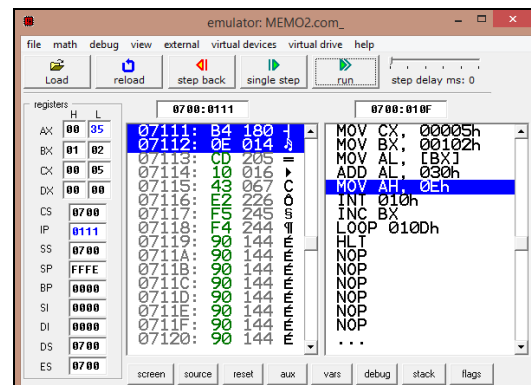 emulator: MEMO2.com_
file math debug view external virtual devices virtual drive help
Load reload step back single step run step delay ms: 0
registers
H L
0700:0111 0700:010F
AX 00 35
BX 01 02
CX 00 05
DX 00 00
CS 0700
IP 0111
SS 0700
SP FFFE
BP 0000
SI 0000
DI 0000
DS 0700
ES 0700
07111: B4 180 ┤
07112: 0E 014 ♫
07113: CD 205 ═
07114: 10 016 ►
07115: 43 067 C
07116: E2 226 Ô
07117: F5 245 §
07118: F4 244 ¶
07119: 90 144 É
0711A: 90 144 É
0711B: 90 144 É
0711C: 90 144 É
0711D: 90 144 É
0711E: 90 144 É
0711F: 90 144 É
07120: 90 144 É
MOV CX, 00005h
MOV BX, 00102h
MOV AL, [BX]
ADD AL, 030h
MOV AH, 0Eh
INT 010h
INC BX
LOOP 010Dh
HLT
NOP
NOP
NOP
NOP
NOP
NOP
...
screen source reset aux vars debug stack flags